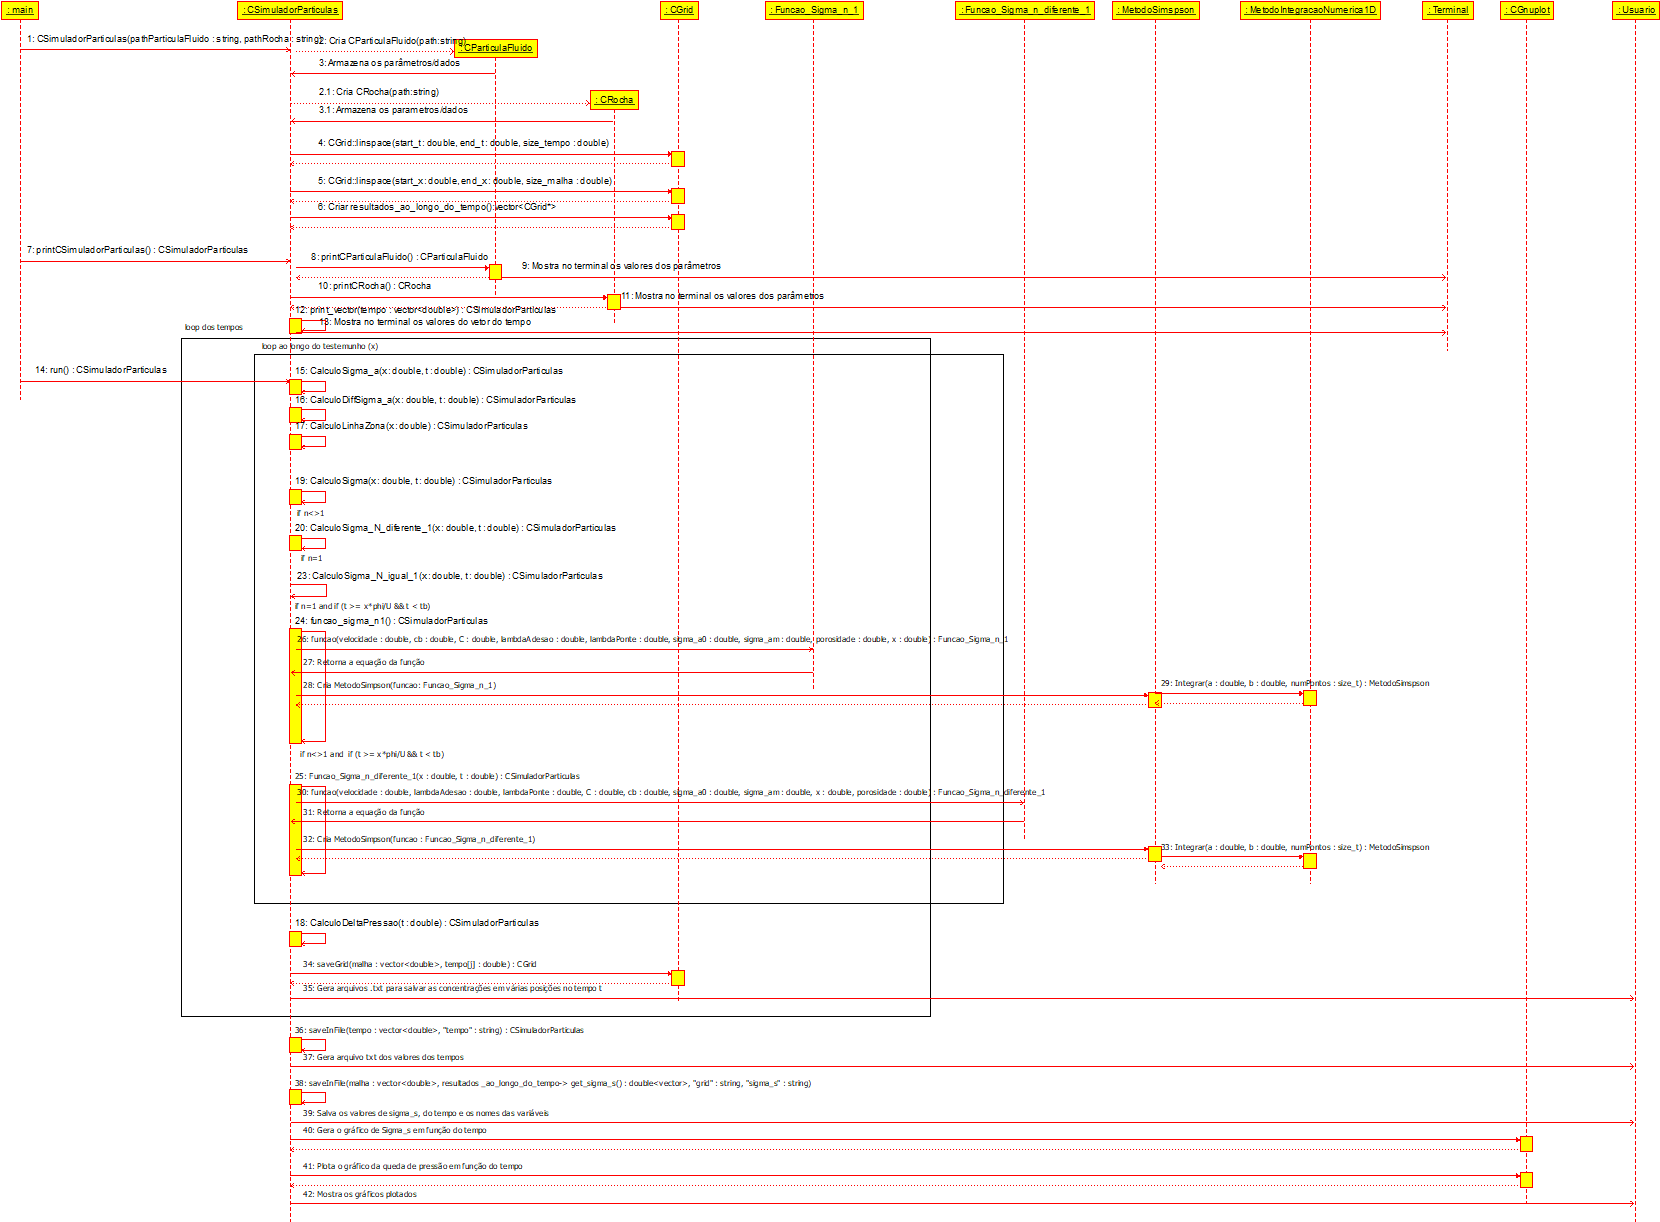 : main
: CSimuladorParticulas
: CGrid
: Funcao_Sigma_n_1
: Funcao_Sigma_n_diferente_1
: MetodoSimspson
: MetodoIntegracaoNumerica1D
: Terminal
: CGnuplot
: Usuario
1: CSimuladorParticulas(pathParticulaFluido : string, pathRocha : string)
2: Cria CParticulaFluido(path:string)
: CParticulaFluido
3: Armazena os parâmetros/dados
2.1: Cria CRocha(path:string)
: CRocha
3.1: Armazena os parametros/dados
4: CGrid::linspace(start_t : double, end_t : double, size_tempo : double)
5: CGrid::linspace(start_x : double, end_x : double, size_malha : double)
6: Criar resultados_ao_longo_do_tempo():vector<CGrid*>
7: printCSimuladorParticulas() : CSimuladorParticulas
8: printCParticulaFluido() : CParticulaFluido
9: Mostra no terminal os valores dos parâmetros
10: printCRocha() : CRocha
11: Mostra no terminal os valores dos parâmetros
12: print_vector(tempo : vector<double>) : CSimuladorParticulas
13: Mostra no terminal os valores do vetor do tempo
loop dos tempos
loop ao longo do testemunho (x)
14: run() : CSimuladorParticulas
15: CalculoSigma_a(x : double, t : double) : CSimuladorParticulas
16: CalculoDiffSigma_a(x : double, t : double) : CSimuladorParticulas
17: CalculoLinhaZona(x : double) : CSimuladorParticulas
19: CalculoSigma(x : double, t : double) : CSimuladorParticulas
if n<>1
20: CalculoSigma_N_diferente_1(x : double, t : double) : CSimuladorParticulas
if n=1
23: CalculoSigma_N_igual_1(x : double, t : double) : CSimuladorParticulas
if n=1 and if (t >= x*phi/U && t < tb)
24: funcao_sigma_n1() : CSimuladorParticulas
26: funcao(velocidade : double, cb : double, C : double, lambdaAdesao : double, lambdaPonte : double, sigma_a0 : double, sigma_am : double, porosidade : double, x : double) : Funcao_Sigma_n_1
27: Retorna a equação da função
28: Cria MetodoSimpson(funcao: Funcao_Sigma_n_1)
29: Integrar(a : double, b : double, numPontos : size_t) : MetodoSimspson
if n<>1 and  if (t >= x*phi/U && t < tb)
25: Funcao_Sigma_n_diferente_1(x : double, t : double) : CSimuladorParticulas
30: funcao(velocidade : double, lambdaAdesao : double, lambdaPonte : double, C : double, cb : double, sigma_a0 : double, sigma_am : double, x : double, porosidade : double) : Funcao_Sigma_n_diferente_1
31: Retorna a equação da função
32: Cria MetodoSimpson(funcao : Funcao_Sigma_n_diferente_1)
33: Integrar(a : double, b : double, numPontos : size_t) : MetodoSimspson
18: CalculoDeltaPressao(t : double) : CSimuladorParticulas
34: saveGrid(malha : vector<double>, tempo[j] : double) : CGrid
35: Gera arquivos .txt para salvar as concentrações em várias posições no tempo t
36: saveInFile(tempo : vector<double>, "tempo" : string) : CSimuladorParticulas
37: Gera arquivo txt dos valores dos tempos
38: saveInFile(malha : vector<double>, resultados _ao_longo_do_tempo-> get_sigma_s() : double<vector>, "grid" : string, "sigma_s" : string)
39: Salva os valores de sigma_s, do tempo e os nomes das variáveis
40: Gera o gráfico de Sigma_s em função do tempo
41: Plota o gráfico da queda de pressão em função do tempo
42: Mostra os gráficos plotados